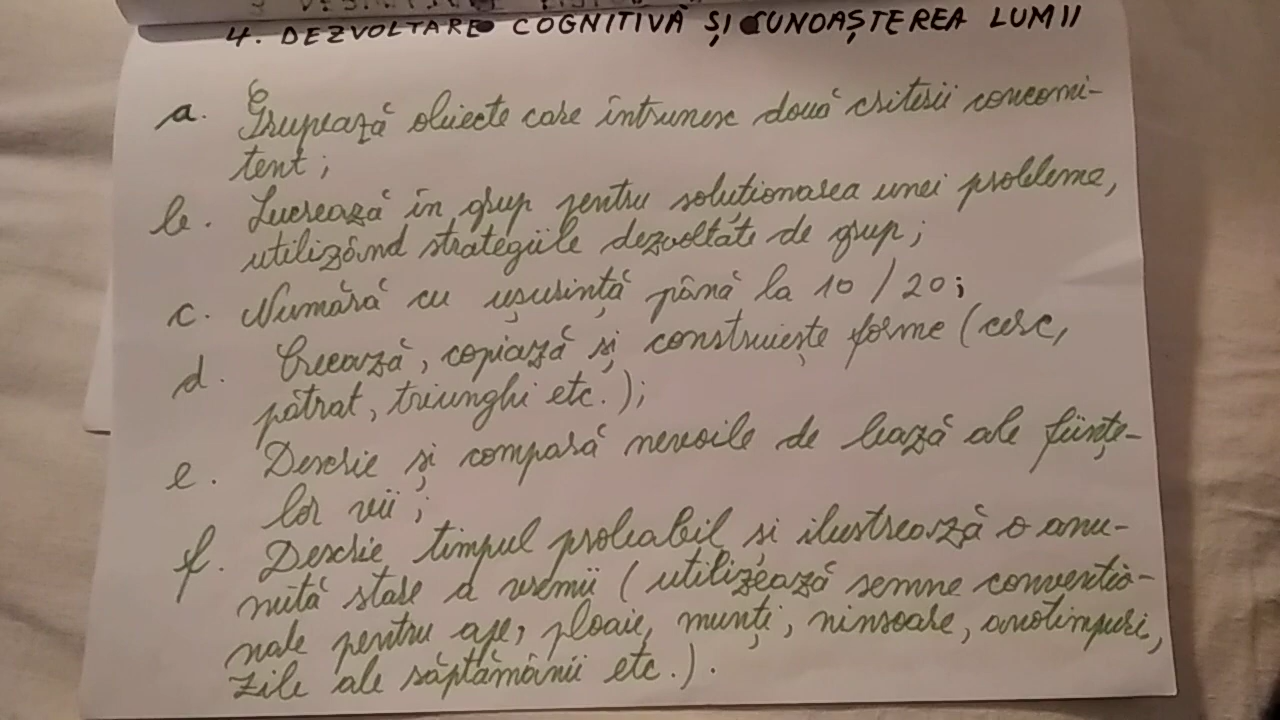 4. DEZVOLTARE COGNITIVĂ ȘI CUNOAȘTEREA LUMII
a. Grupează obiecte care întrunesc două criterii concomi-
tent;
b. Lucrează în grup pentru soluționarea unei probleme,
utilizând strategiile dezvoltate de grup;
c. Numără cu ușurință până la 10/20;
d. Creează, copiază și construiește forme (cerc,
pătrat, triunghi etc.);
e. Descrie și compară nevoile de bază ale ființe-
lor vii;
f. Descrie timpul probabil și ilustrează o anu-
mită stare a vremii (utilizează semne convenţio-
nale pentru ape, ploaie, munți, ninsoare, anotimpuri,
zile ale săptămânii etc.).